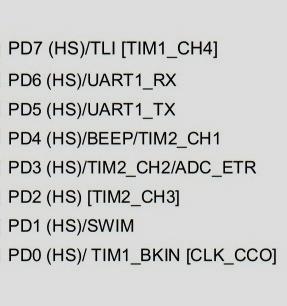 PD7 (HS)/TLI [TIM1_CH4]
PD6 (HS)/UART1_RX
PD5 (HS)/UART1_TX
PD4 (HS)/BEEP/TIM2_CH1
PD3 (HS)/TIM2_CH2/ADC_ETR
PD2 (HS) [TIM2_CH3]
PD1 (HS)/SWIM
PD0 (HS)/ TIM1_BKIN [CLK_CCO]